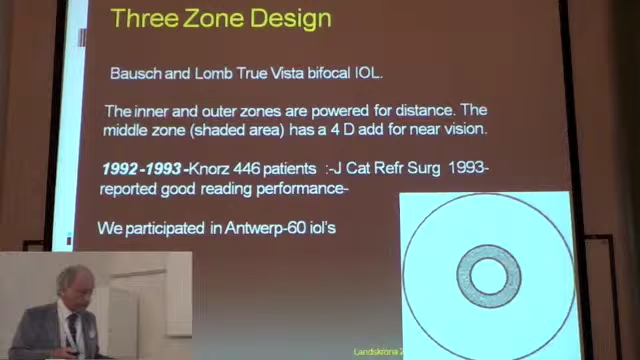 Three Zone Design
Bausch and Lomb True Vista bifocal IOL.
The inner and outer zones are powered for distance. The
middle zone (shaded area) has a 4 D add for near vision.
1992-1993-Knorz 446 patients :-J Cat Refr Surg 1993-
reported good reading performance-
We participated in Antwerp-60 iol's
Landskrona 2